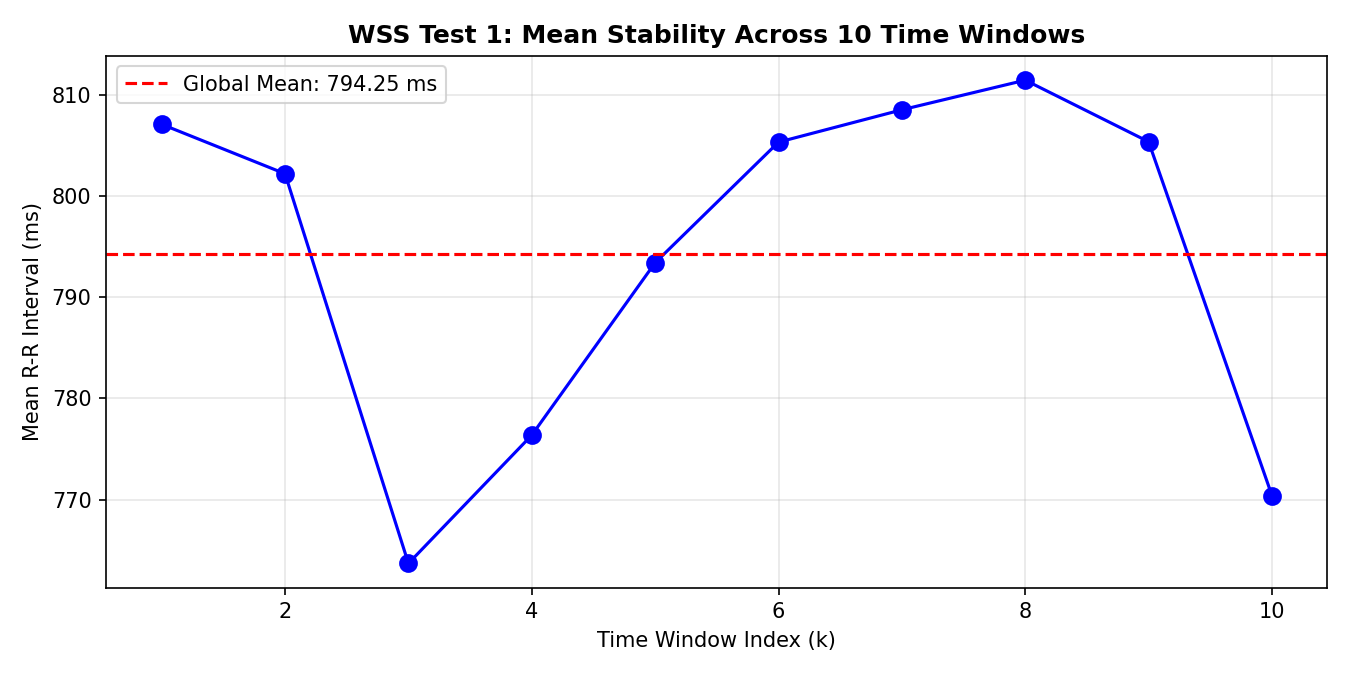 WSS Test 1: Mean Stability Across 10 Time Windows
Global Mean: 794.25 ms
810
800
790
780
770
Mean R-R Interval (ms)
2 4 6 8 10
Time Window Index (k)